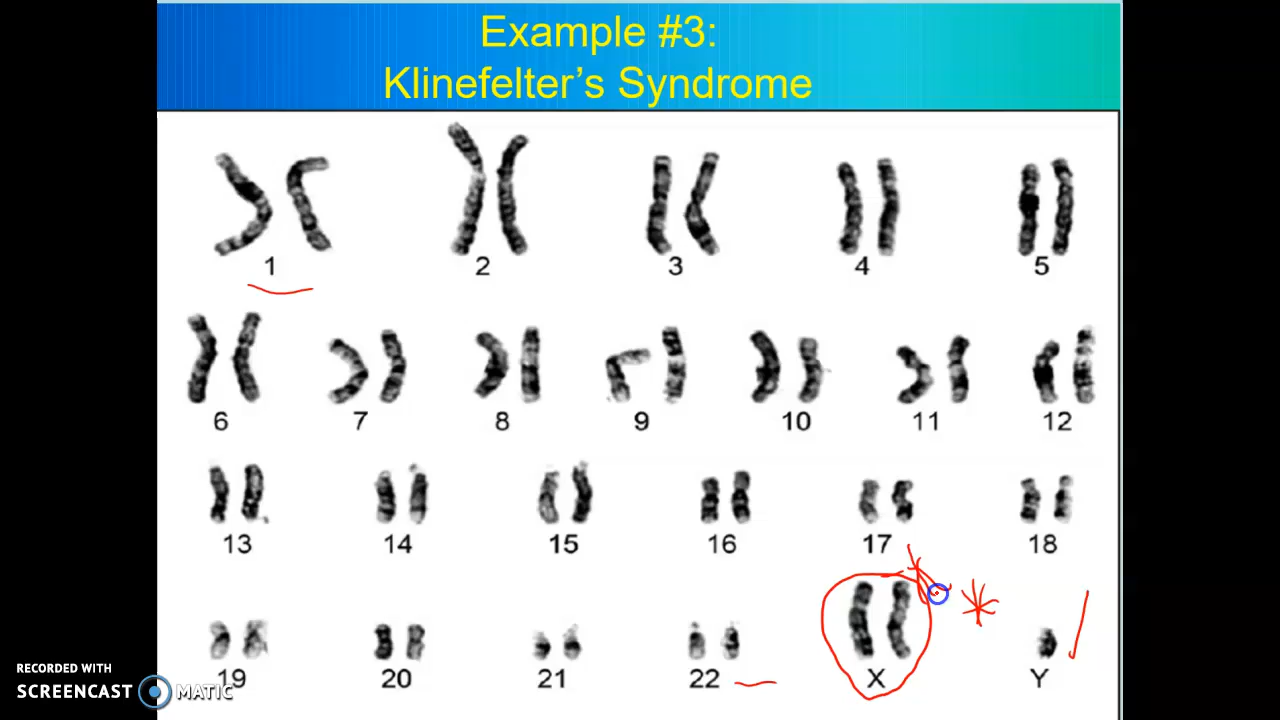 Example #3:
Klinefelter's Syndrome
1 2 3 4 5
6 7 8 9 10 11 12
13 14 15 16 17 18
19 20 21 22 X Y
RECORDED WITH
SCREENCAST MATIC